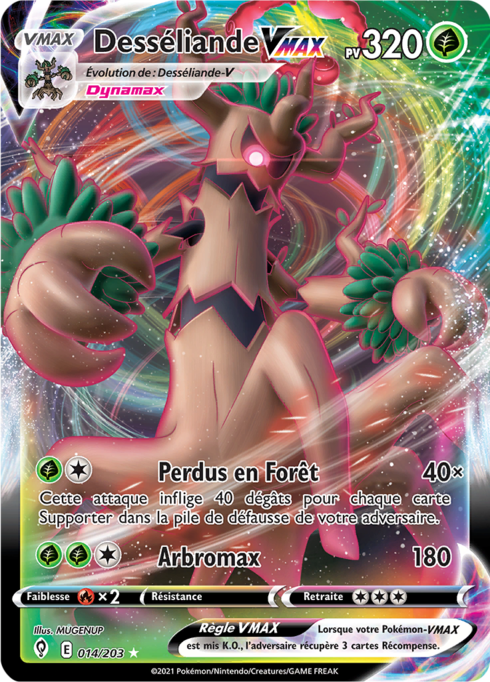 VMAX
Desséliande VMAX
PV 320
Évolution de : Desséliande-V
Dynamax
Perdus en Forêt 40×
Cette attaque inflige 40 dégâts pour chaque carte
Supporter dans la pile de défausse de votre adversaire.
Arbromax 180
Faiblesse ×2 Résistance Retraite
Illus. MUGENUP
E 014/203 ★
Règle VMAX Lorsque votre Pokémon-VMAX
est mis K.O., l'adversaire récupère 3 cartes Récompense.
©2021 Pokémon/Nintendo/Creatures/GAME FREAK